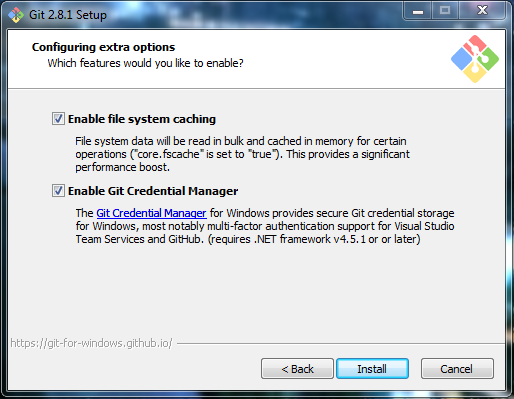 Git 2.8.1 Setup
Configuring extra options
Which features would you like to enable?
Enable file system caching
File system data will be read in bulk and cached in memory for certain
operations ("core.fscache" is set to "true"). This provides a significant
performance boost.
Enable Git Credential Manager
The Git Credential Manager for Windows provides secure Git credential storage
for Windows, most notably multi-factor authentication support for Visual Studio
Team Services and GitHub. (requires .NET framework v4.5.1 or or later)
https://git-for-windows.github.io/
< Back
Install
Cancel